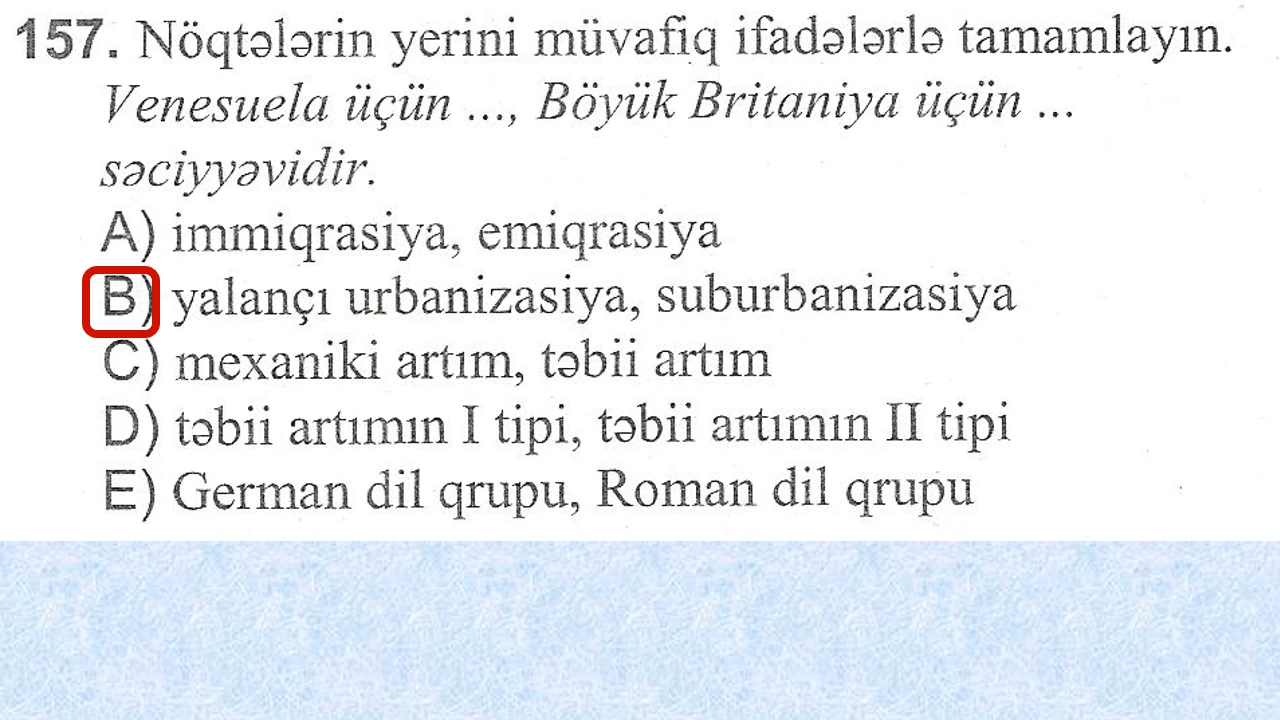 157. Nöqtələrin yerini müvafiq ifadələrlə tamamlayın.
Venesuela üçün ..., Böyük Britaniya üçün ...
səciyyəvidir.
A) immiqrasiya, emiqrasiya
B) yalançı urbanizasiya, suburbanizasiya
C) mexaniki artım, təbii artım
D) təbii artımın I tipi, təbii artımın II tipi
E) German dil qrupu, Roman dil qrupu